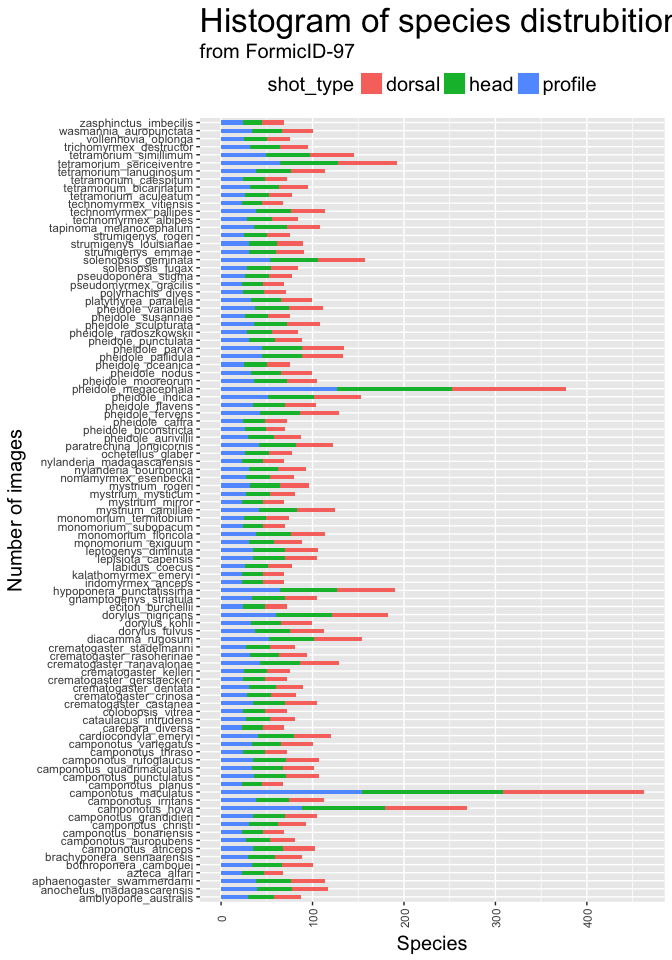 Histogram of species distrubition
from FormicID-97
shot_type dorsal head profile
zasphinctus_imbecilis
wasmannia_auropunctata
vollenhovia_oblonga
trichomyrmex_destructor
tetramorium_simillimum
tetramorium_sericeiventre
tetramorium_lanuginosum
tetramorium_caespitum
tetramorium_bicarinatum
tetramorium_aculeatum
technomyrmex_vitiensis
technomyrmex_pallipes
technomyrmex_albipes
tapinoma_melanocephalum
strumigenys_rogeri
strumigenys_louisianae
strumigenys_emmae
solenopsis_geminata
solenopsis_fugax
pseudoponera_stigma
pseudomyrmex_gracilis
polyrhachis_dives
platythyrea_parallela
pheidole_variabilis
pheidole_susannae
pheidole_sculpturata
pheidole_radoszkowskii
pheidole_punctulata
pheidole_parva
pheidole_pallidula
pheidole_oceanica
pheidole_nodus
pheidole_mooreorum
pheidole_megacephala
pheidole_indica
pheidole_flavens
pheidole_fervens
pheidole_caffra
pheidole_biconstricta
pheidole_aurivillii
paratrechina_longicornis
ochetellus_glaber
nylanderia_madagascarensis
nylanderia_bourbonica
nomamyrmex_esenbeckii
mystrium_rogeri
mystrium_mysticum
mystrium_mirror
mystrium_camillae
monomorium_termitobium
monomorium_subopacum
monomorium_floricola
monomorium_exiguum
leptogenys_diminuta
lepisiota_capensis
labidus_coecus
kalathomyrmex_emeryi
indomyrmex_anceps
hypoponera_punctatissima
gnamptogenys_striatula
eciton_burchellii
dorylus_nigricans
dorylus_kohli
dorylus_fulvus
diacamma_rugosum
crematogaster_stadelmanni
crematogaster_rasoherinae
crematogaster_ranavalonae
crematogaster_kelleri
crematogaster_gerstaeckeri
crematogaster_dentata
crematogaster_crinosa
crematogaster_castanea
colobopsis_vitrea
cataulacus_intrudens
carebara_diversa
cardiocondyla_emeryi
camponotus_variegatus
camponotus_thraso
camponotus_rufoglaucus
camponotus_quadrimaculatus
camponotus_punctulatus
camponotus_planus
camponotus_maculatus
camponotus_irritans
camponotus_hova
camponotus_grandidieri
camponotus_christi
camponotus_bonariensis
camponotus_auropubens
camponotus_atriceps
brachyponera_sennaarensis
bothroponera_cambouei
azteca_alfari
aphaenogaster_swammerdami
anochetus_madagascarensis
amblyopone_australis
Number of images
0 100 200 300 400
Species